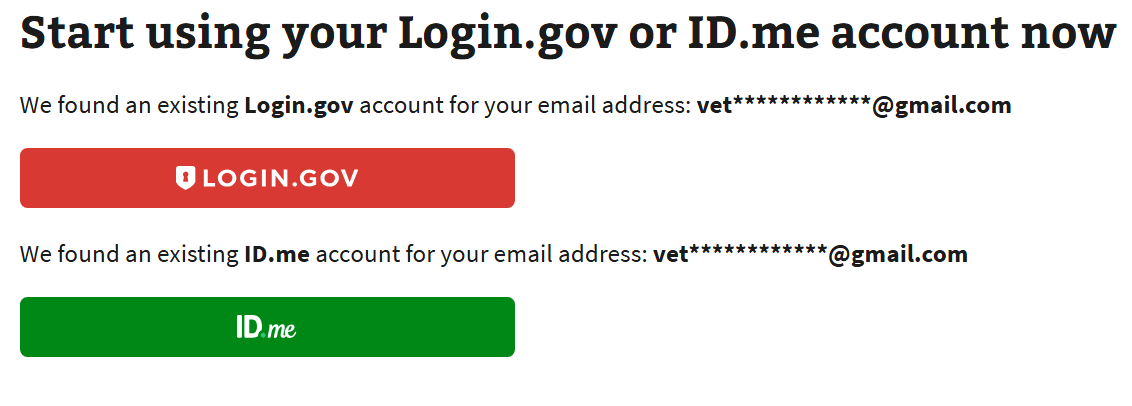 Start using your Login.gov or ID.me account now
We found an existing Login.gov account for your email address: vet************@gmail.com
LOGIN.GOV
We found an existing ID.me account for your email address: vet************@gmail.com
ID.me